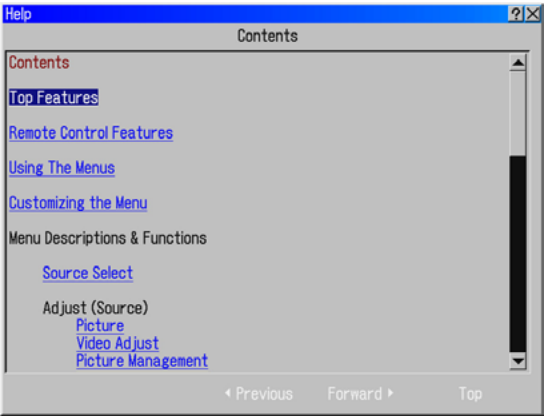 Help
Contents
Contents
Top Features
Remote Control Features
Using The Menus
Customizing the Menu
Menu Descriptions & Functions
Source Select
Adjust (Source)
Picture
Video Adjust
Picture Management
Previous Forward Top